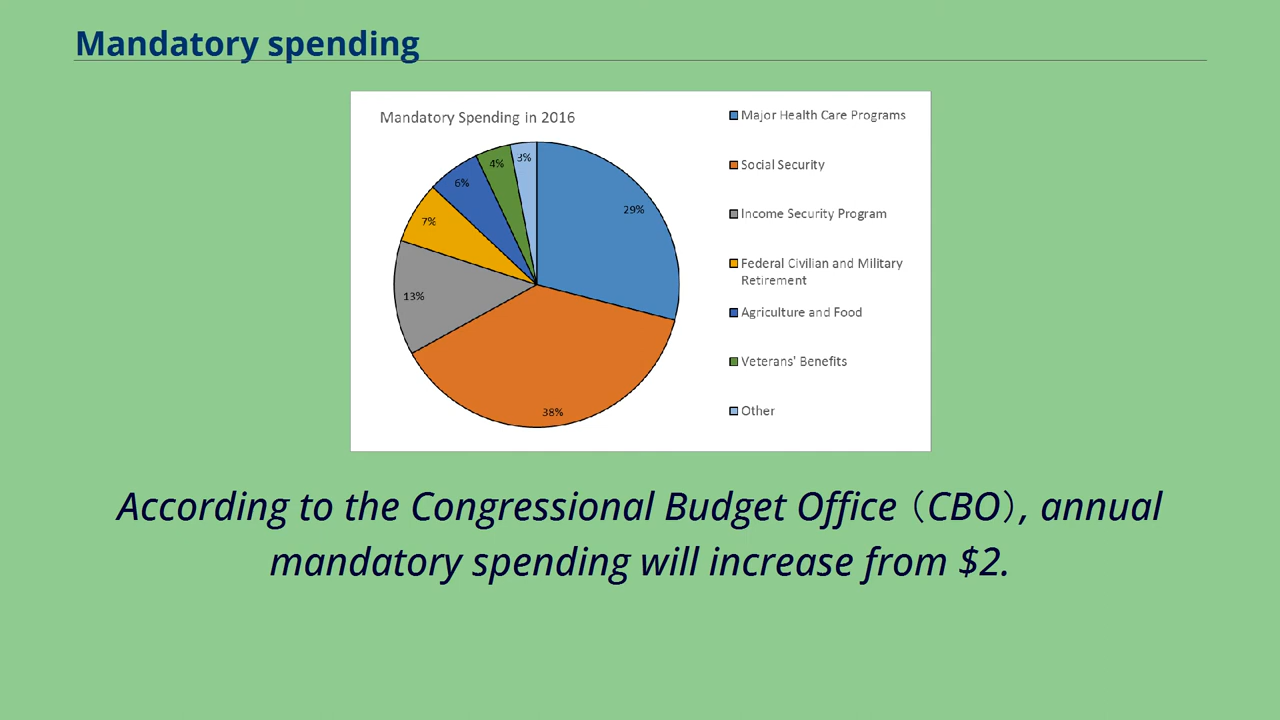 Mandatory spending
Mandatory Spending in 2016
Major Health Care Programs
Social Security
Income Security Program
Federal Civilian and Military
Retirement
Agriculture and Food
Veterans' Benefits
Other
29%
38%
13%
7%
6%
4%
3%
According to the Congressional Budget Office (CBO), annual
mandatory spending will increase from $2.